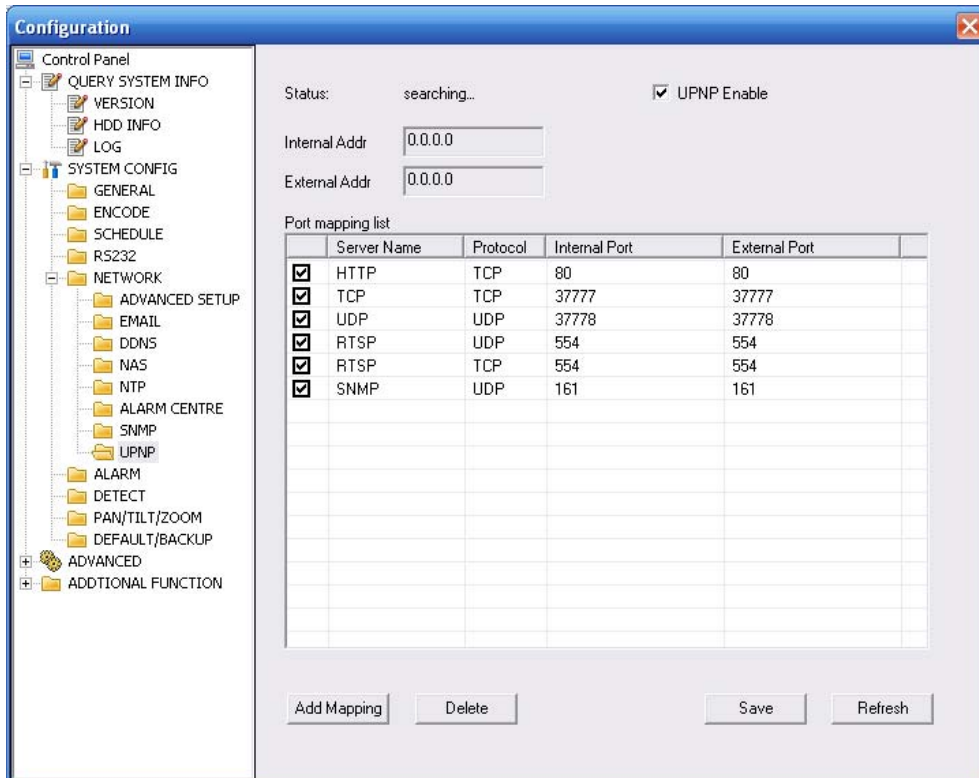 Configuration
Control Panel
QUERY SYSTEM INFO
VERSION
HDD INFO
LOG
SYSTEM CONFIG
GENERAL
ENCODE
SCHEDULE
RS232
NETWORK
ADVANCED SETUP
EMAIL
DDNS
NAS
NTP
ALARM CENTRE
SNMP
UPNP
ALARM
DETECT
PAN/TILT/ZOOM
DEFAULT/BACKUP
ADVANCED
ADDTIONAL FUNCTION
Status: searching... UPNP Enable
Internal Addr 0.0.0.0
External Addr 0.0.0.0
Port mapping list
Server Name Protocol Internal Port External Port
HTTP TCP 80 80
TCP TCP 37777 37777
UDP UDP 37778 37778
RTSP UDP 554 554
RTSP TCP 554 554
SNMP UDP 161 161
Add Mapping Delete Save Refresh